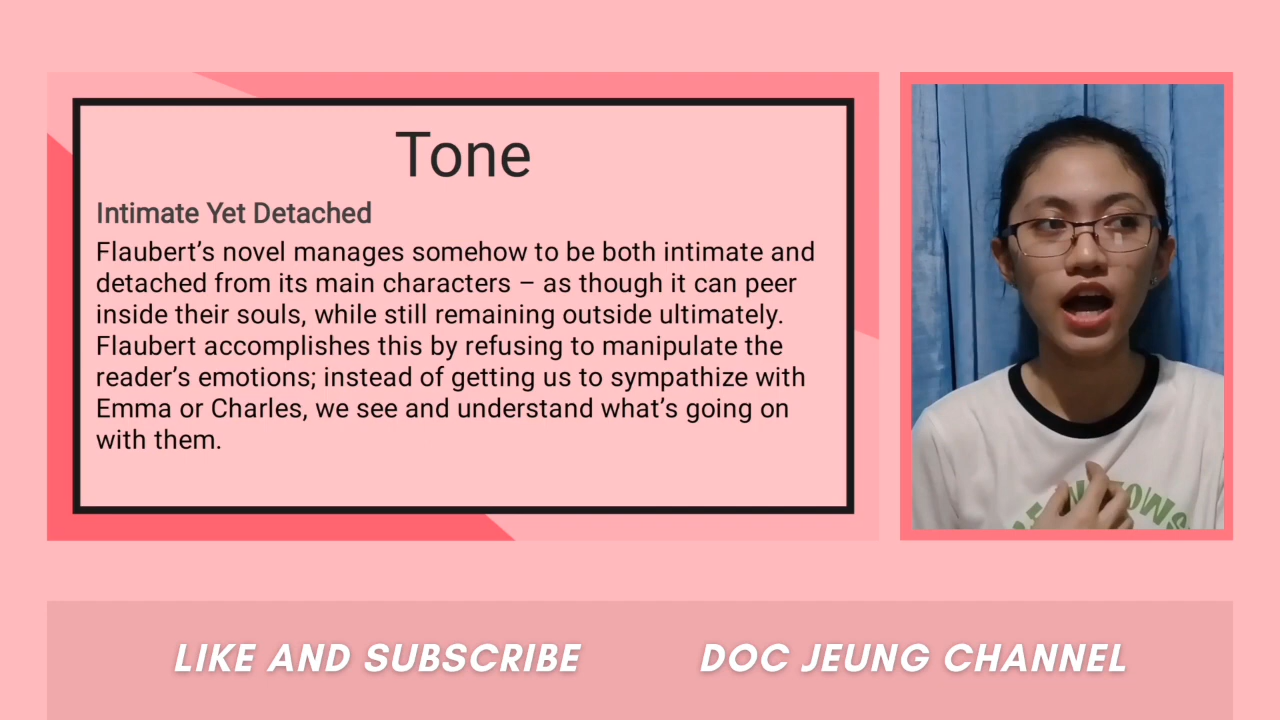 Tone
Intimate Yet Detached
Flaubert’s novel manages somehow to be both intimate and
detached from its main characters – as though it can peer
inside their souls, while still remaining outside ultimately.
Flaubert accomplishes this by refusing to manipulate the
reader’s emotions; instead of getting us to sympathize with
Emma or Charles, we see and understand what’s going on
with them.
LIKE AND SUBSCRIBE
DOC JEUNG CHANNEL